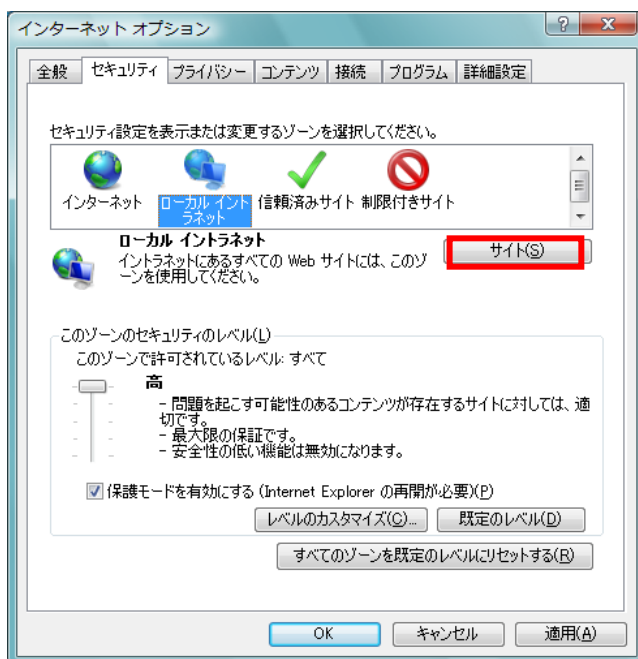 インターネット オプション
全般 セキュリティ プライバシー コンテンツ 接続 プログラム 詳細設定
セキュリティ設定を表示または変更するゾーンを選択してください。
インターネット ローカル イント 信頼済みサイト 制限付きサイト
ラネット
ローカル イントラネット
イントラネットにあるすべての Web サイトには、このゾ
ーンを使用してください。
サイト(S)
このゾーンのセキュリティのレベル(L)
このゾーンで許可されているレベル: すべて
高
- 問題を起こす可能性のあるコンテンツが存在するサイトに対しては、適
切です。
- 最大限の保証です。
- 安全性の低い機能は無効になります。
保護モードを有効にする (Internet Explorer の再開が必要)(P)
レベルのカスタマイズ(C)... 既定のレベル(D)
すべてのゾーンを既定のレベルにリセットする(R)
OK キャンセル 適用(A)